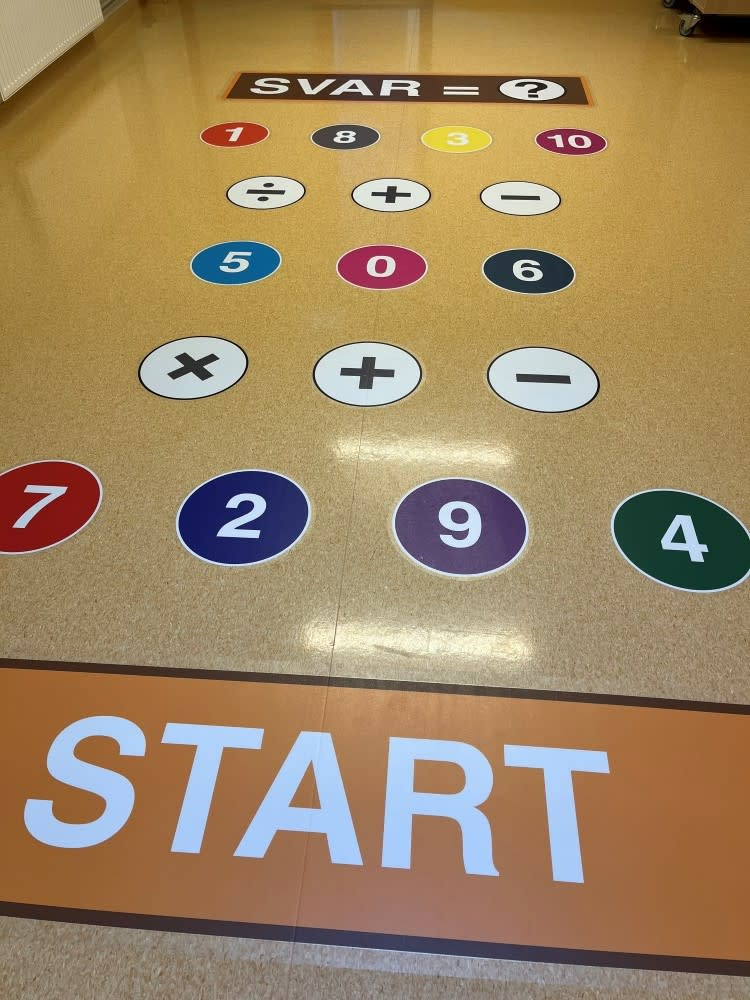 SVAR = ?
1 8 3 10
÷ + −
5 0 6
× + −
7 2 9 4
START